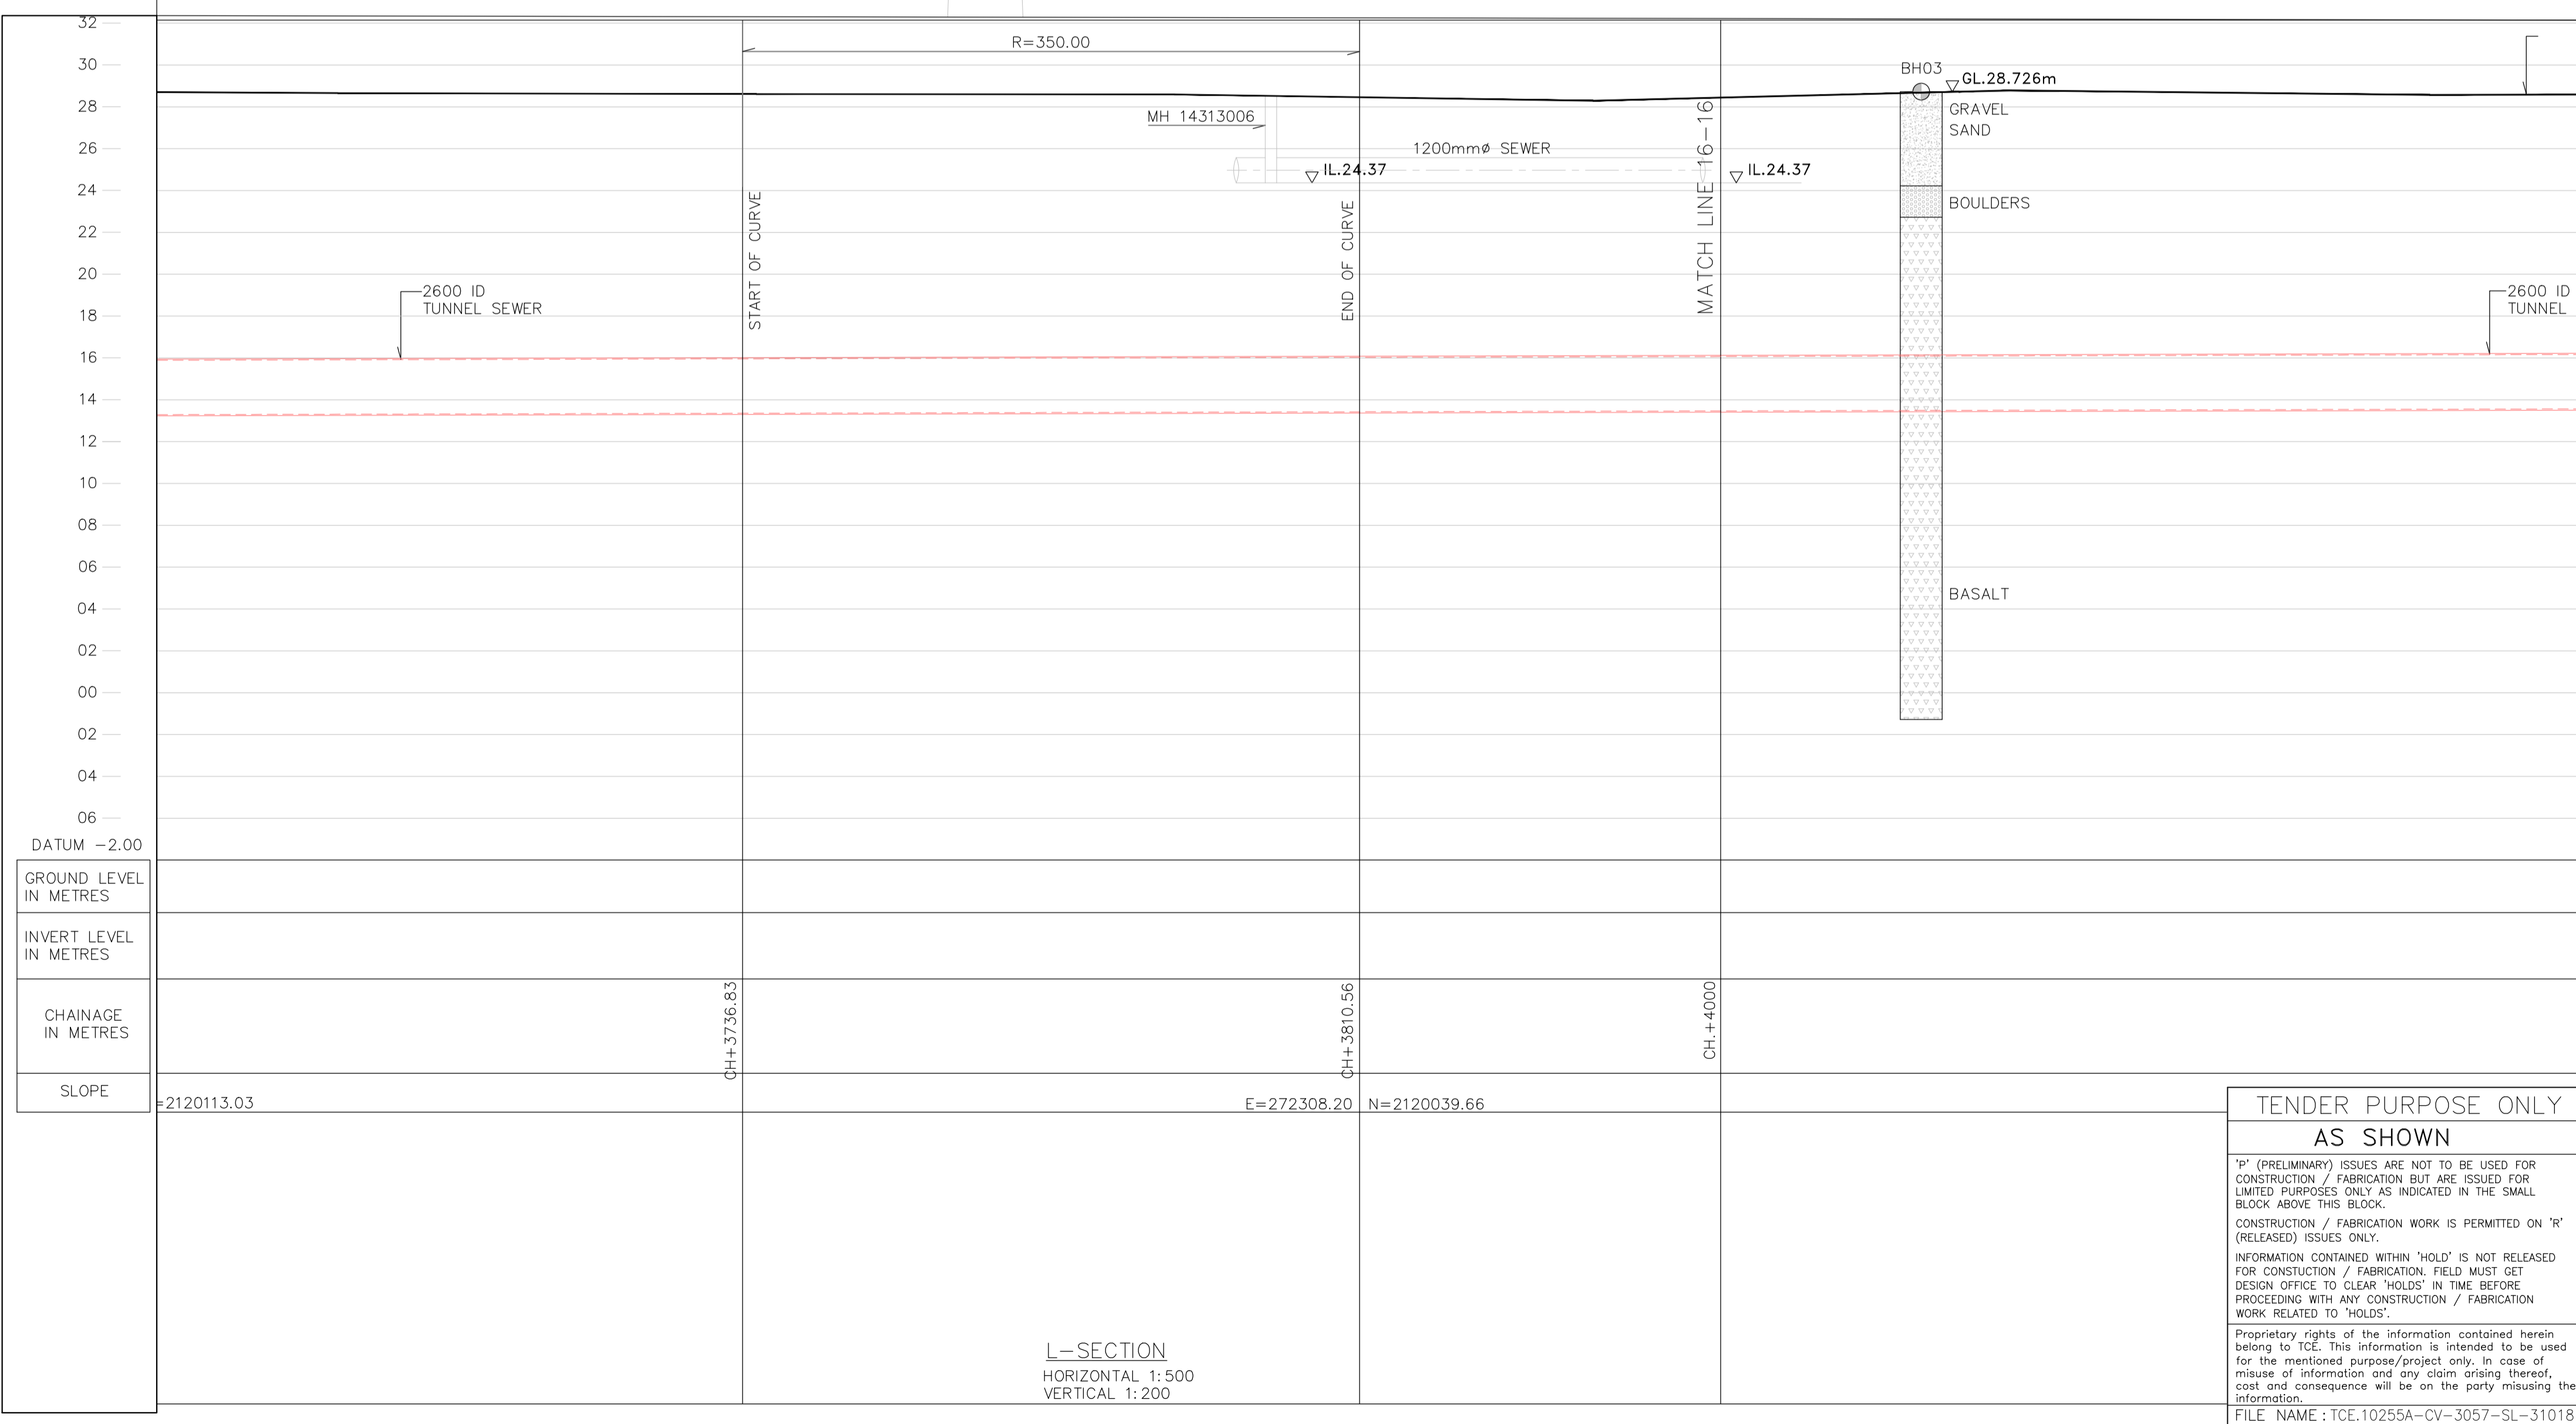 32
30
28
26
24
22
20
18
16
14
12
10
08
06
04
02
00
02
04
06
DATUM -2.00
GROUND LEVEL
IN METRES
INVERT LEVEL
IN METRES
CHAINAGE
IN METRES
SLOPE
R=350.00
BH03
GL.28.726m
GRAVEL
SAND
BOULDERS
BASALT
MH 14313006
1200mmø SEWER
IL.24.37
IL.24.37
START OF CURVE
END OF CURVE
MATCH LINE 16-16
2600 ID
TUNNEL SEWER
2600 ID
TUNNEL
CH+3736.83
CH+3810.56
CH.+4000
=2120113.03
E=272308.20
N=2120039.66
L-SECTION
HORIZONTAL 1:500
VERTICAL 1:200
TENDER PURPOSE ONLY
AS SHOWN
'P' (PRELIMINARY) ISSUES ARE NOT TO BE USED FOR
CONSTRUCTION / FABRICATION BUT ARE ISSUED FOR
LIMITED PURPOSES ONLY AS INDICATED IN THE SMALL
BLOCK ABOVE THIS BLOCK.
CONSTRUCTION / FABRICATION WORK IS PERMITTED ON 'R'
(RELEASED) ISSUES ONLY.
INFORMATION CONTAINED WITHIN 'HOLD' IS NOT RELEASED
FOR CONSTUCTION / FABRICATION. FIELD MUST GET
DESIGN OFFICE TO CLEAR 'HOLDS' IN TIME BEFORE
PROCEEDING WITH ANY CONSTRUCTION / FABRICATION
WORK RELATED TO 'HOLDS'.
Proprietary rights of the information contained herein
belong to TCE. This information is intended to be used
for the mentioned purpose/project only. In case of
misuse of information and any claim arising thereof,
cost and consequence will be on the party misusing the
information.
FILE NAME : TCE.10255A-CV-3057-SL-31018